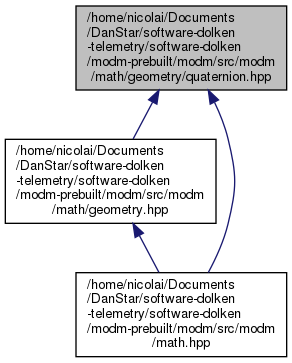 /home/nicolai/Documents
/DanStar/software-dolken
-telemetry/software-dolken
/modm-prebuilt/modm/src/modm
/math/geometry/quaternion.hpp
/home/nicolai/Documents
/DanStar/software-dolken
-telemetry/software-dolken
/modm-prebuilt/modm/src/modm
/math/geometry.hpp
/home/nicolai/Documents
/DanStar/software-dolken
-telemetry/software-dolken
/modm-prebuilt/modm/src/modm
/math.hpp